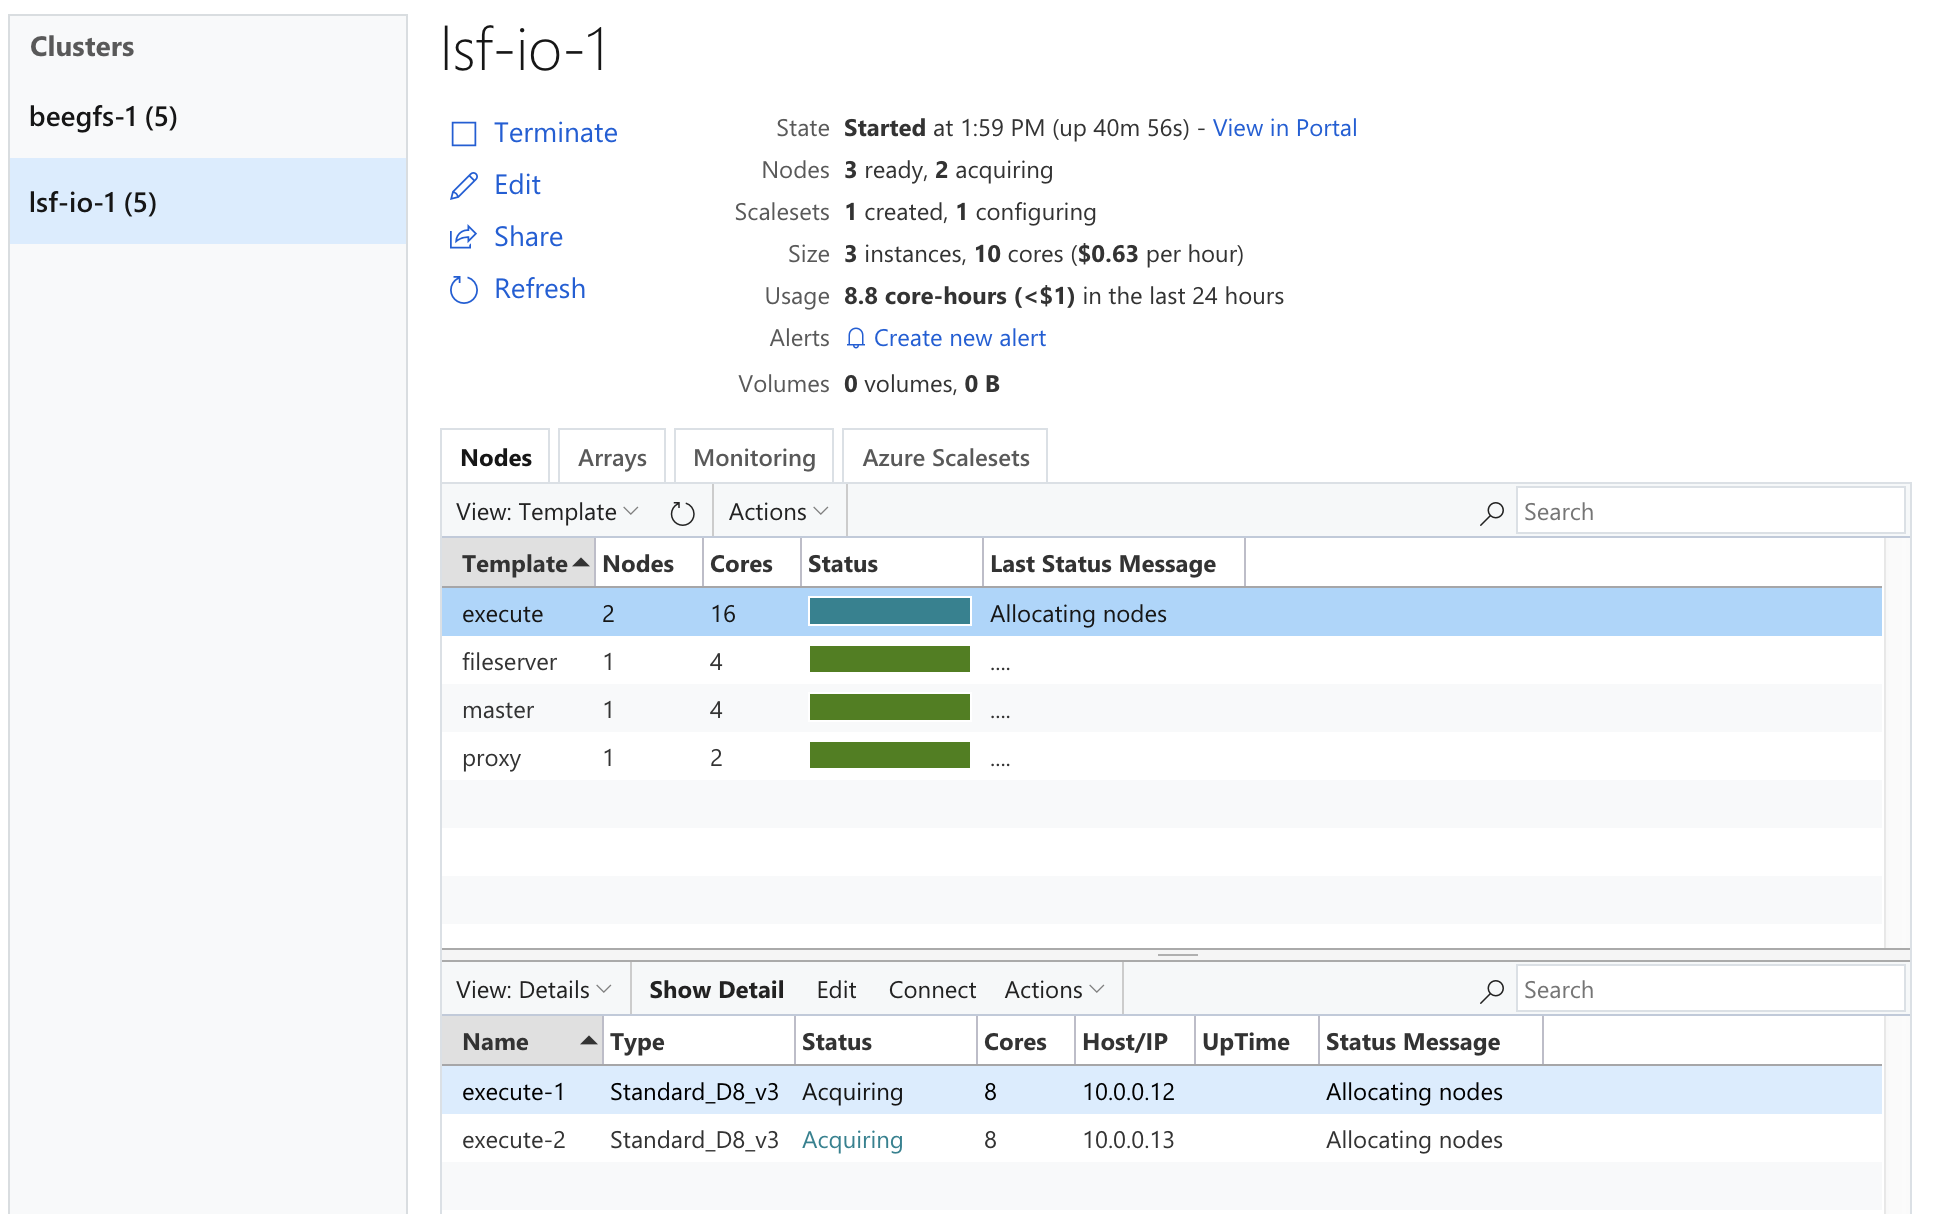 Clusters
beegfs-1 (5)
lsf-io-1 (5)
lsf-io-1
Terminate
Edit
Share
Refresh
State Started at 1:59 PM (up 40m 56s) - View in Portal
Nodes 3 ready, 2 acquiring
Scalesets 1 created, 1 configuring
Size 3 instances, 10 cores ($0.63 per hour)
Usage 8.8 core-hours (<$1) in the last 24 hours
Alerts Create new alert
Volumes 0 volumes, 0 B
Nodes Arrays Monitoring Azure Scalesets
View: Template Actions Search
Template Nodes Cores Status Last Status Message
execute 2 16 Allocating nodes
fileserver 1 4 ....
master 1 4 ....
proxy 1 2 ....
View: Details Show Detail Edit Connect Actions Search
Name Type Status Cores Host/IP UpTime Status Message
execute-1 Standard_D8_v3 Acquiring 8 10.0.0.12 Allocating nodes
execute-2 Standard_D8_v3 Acquiring 8 10.0.0.13 Allocating nodes